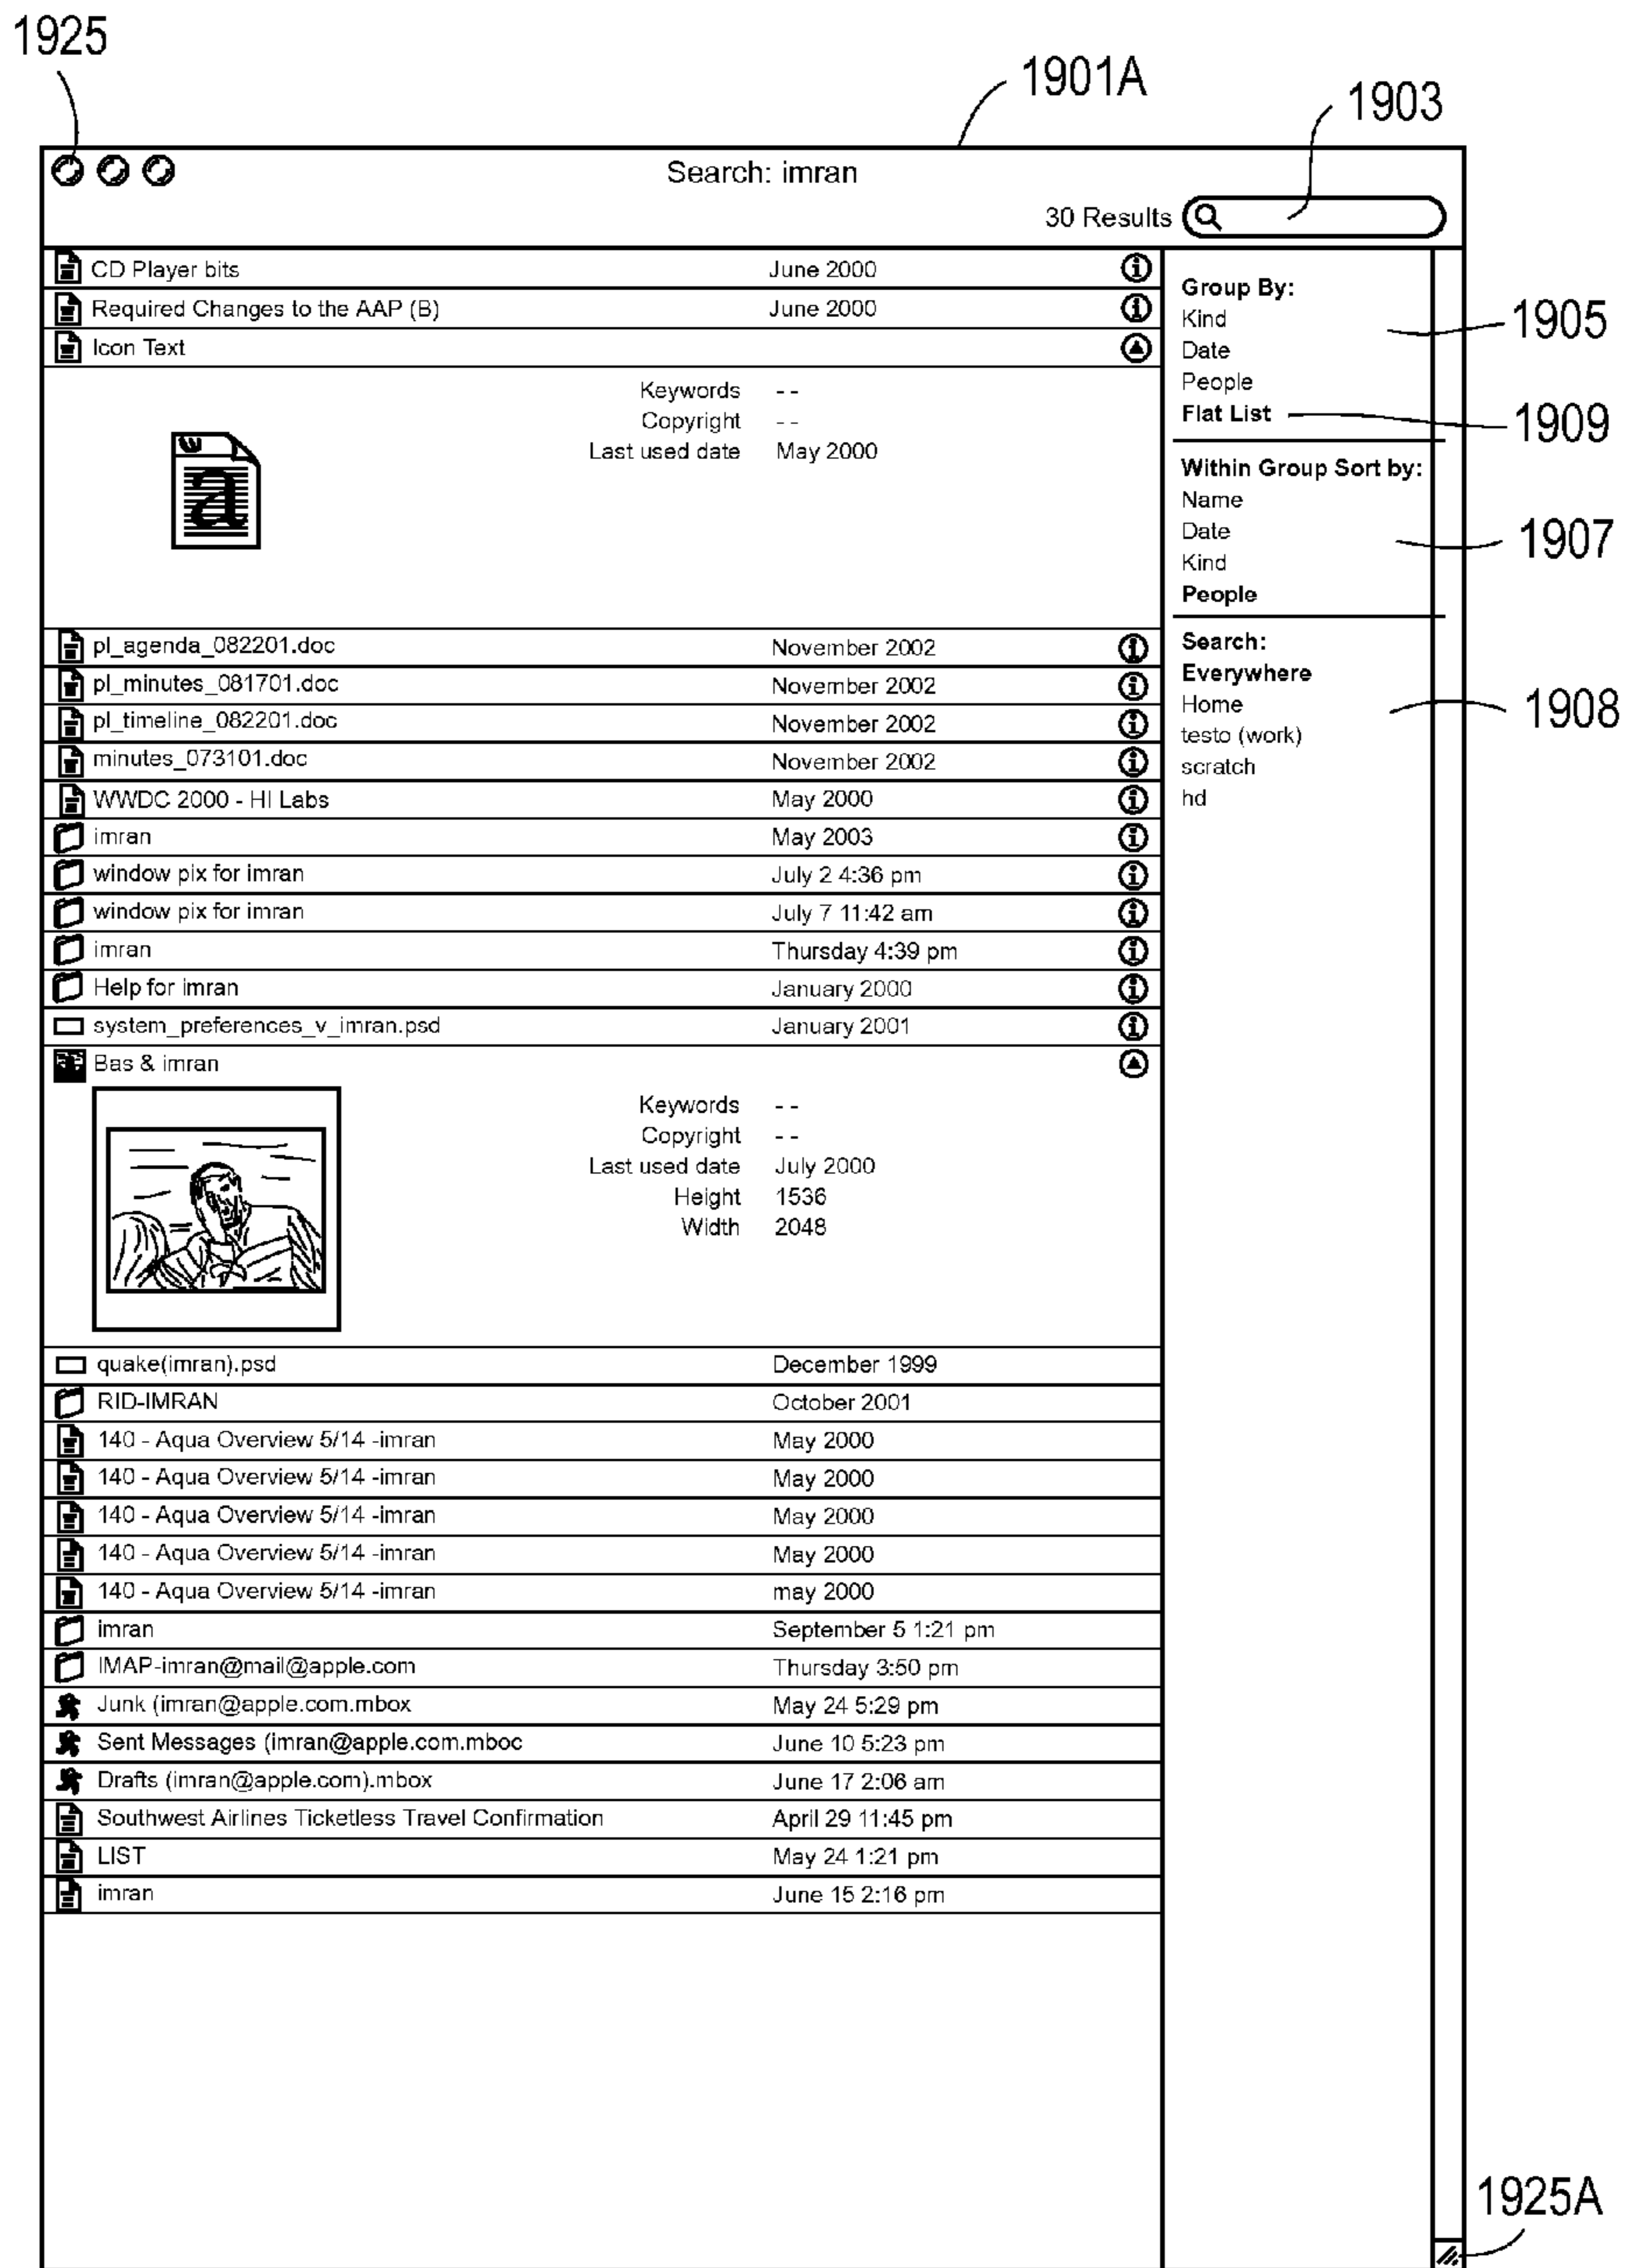 1925
1901A
1903
Search: imran
30 Results
CD Player bits June 2000
Required Changes to the AAP (B) June 2000
Icon Text
Keywords - -
Copyright - -
Last used date May 2000
a
pl_agenda_082201.doc November 2002
pl_minutes_081701.doc November 2002
pl_timeline_082201.doc November 2002
minutes_073101.doc November 2002
WWDC 2000 - HI Labs May 2000
imran May 2003
window pix for imran July 2 4:36 pm
window pix for imran July 7 11:42 am
imran Thursday 4:39 pm
Help for imran January 2000
system_preferences_v_imran.psd January 2001
Bas & imran
Keywords - -
Copyright - -
Last used date July 2000
Height 1536
Width 2048
quake(imran).psd December 1999
RID-IMRAN October 2001
140 - Aqua Overview 5/14 -imran May 2000
140 - Aqua Overview 5/14 -imran May 2000
140 - Aqua Overview 5/14 -imran May 2000
140 - Aqua Overview 5/14 -imran May 2000
140 - Aqua Overview 5/14 -imran may 2000
imran September 5 1:21 pm
IMAP-imran@mail@apple.com Thursday 3:50 pm
Junk (imran@apple.com.mbox May 24 5:29 pm
Sent Messages (imran@apple.com.mboc June 10 5:23 pm
Drafts (imran@apple.com).mbox June 17 2:06 am
Southwest Airlines Ticketless Travel Confirmation April 29 11:45 pm
LIST May 24 1:21 pm
imran June 15 2:16 pm
Group By:
Kind
Date
People
Flat List
Within Group Sort by:
Name
Date
Kind
People
Search:
Everywhere
Home
testo (work)
scratch
hd
1905
1909
1907
1908
1925A